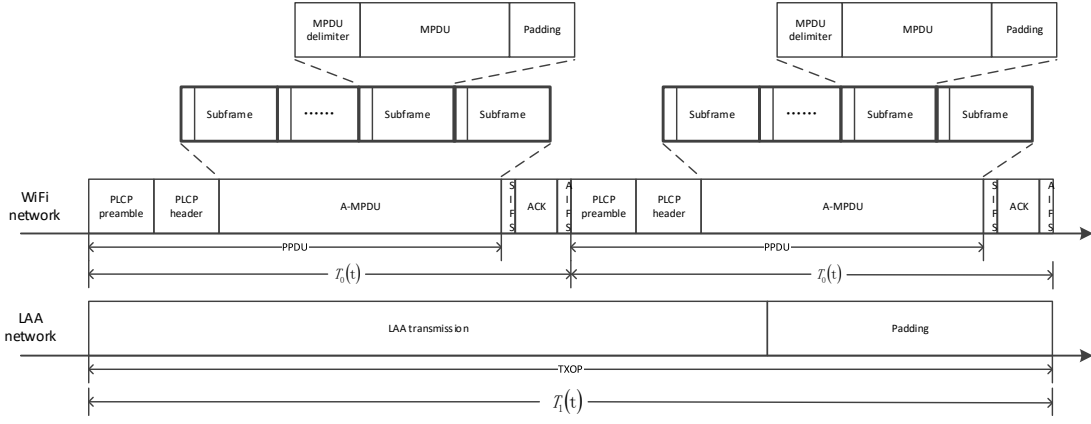 MPDU
delimiter
MPDU
Padding
MPDU
delimiter
MPDU
Padding
Subframe
······
Subframe
Subframe
Subframe
······
Subframe
Subframe
WiFi
network
PLCP
preamble
PLCP
header
A-MPDU
SIFS
ACK
AIFS
PLCP
preamble
PLCP
header
A-MPDU
SIFS
ACK
AIFS
PPDU
PPDU
T₀(t)
T₀(t)
LAA
network
LAA transmission
Padding
TXOP
T₁(t)